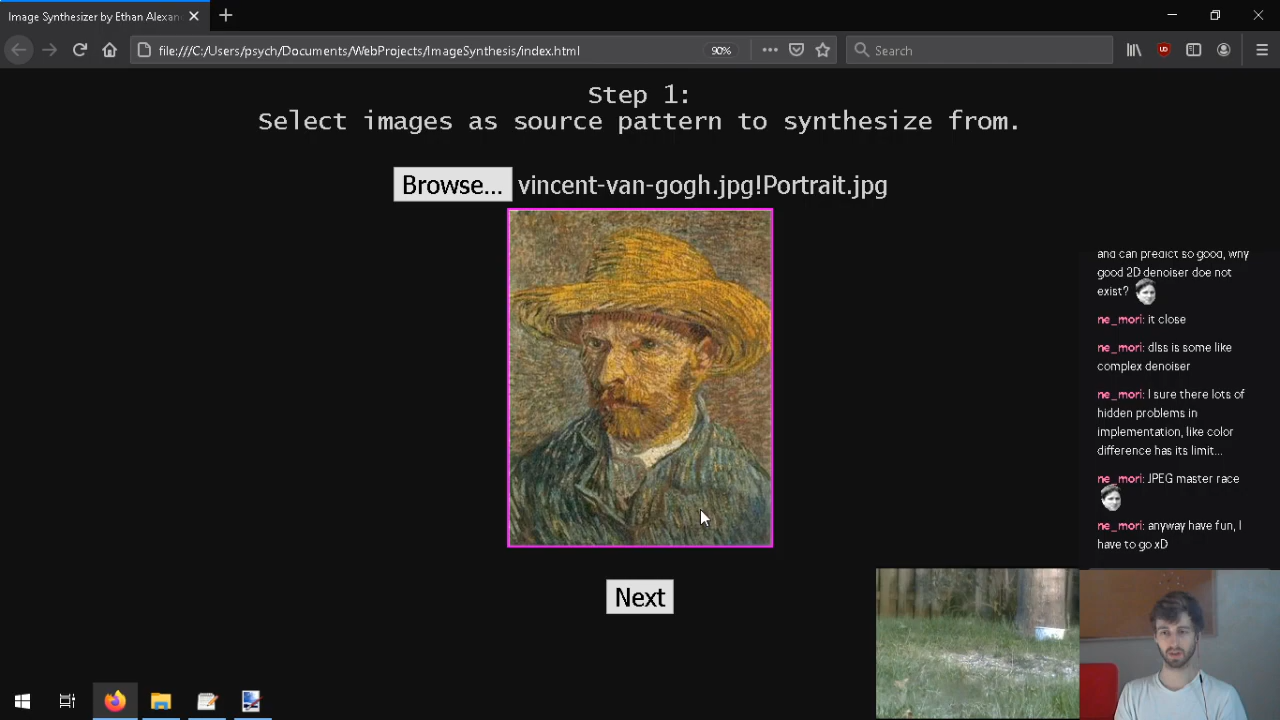 Image Synthesizer by Ethan Alexan
file:///C:/Users/psych/Documents/WebProjects/ImageSynthesis/index.html
90%
Search
Step 1:
Select images as source pattern to synthesize from.
Browse... vincent-van-gogh.jpg!Portrait.jpg
Next
and can predict so good, why
good 2D denoiser doe not
exist?
ne_mori: it close
ne_mori: dlss is some like
complex denoiser
ne_mori: I sure there lots of
hidden problems in
implementation, like color
difference has its limit...
ne_mori: JPEG master race
ne_mori: anyway have fun, I
have to go xD